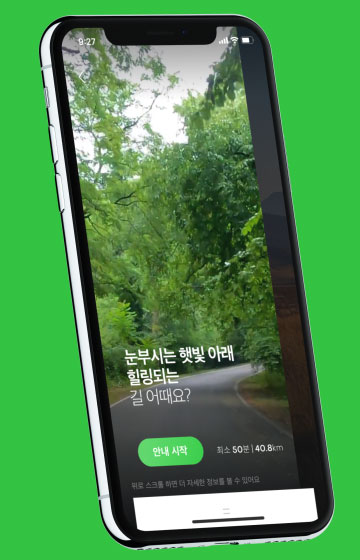 9:27
눈부시는 햇빛 아래
힐링되는
길 어때요?
안내 시작
최소 50분 | 40.8km
위로 스크롤 하면 더 자세한 정보를 볼 수 있어요